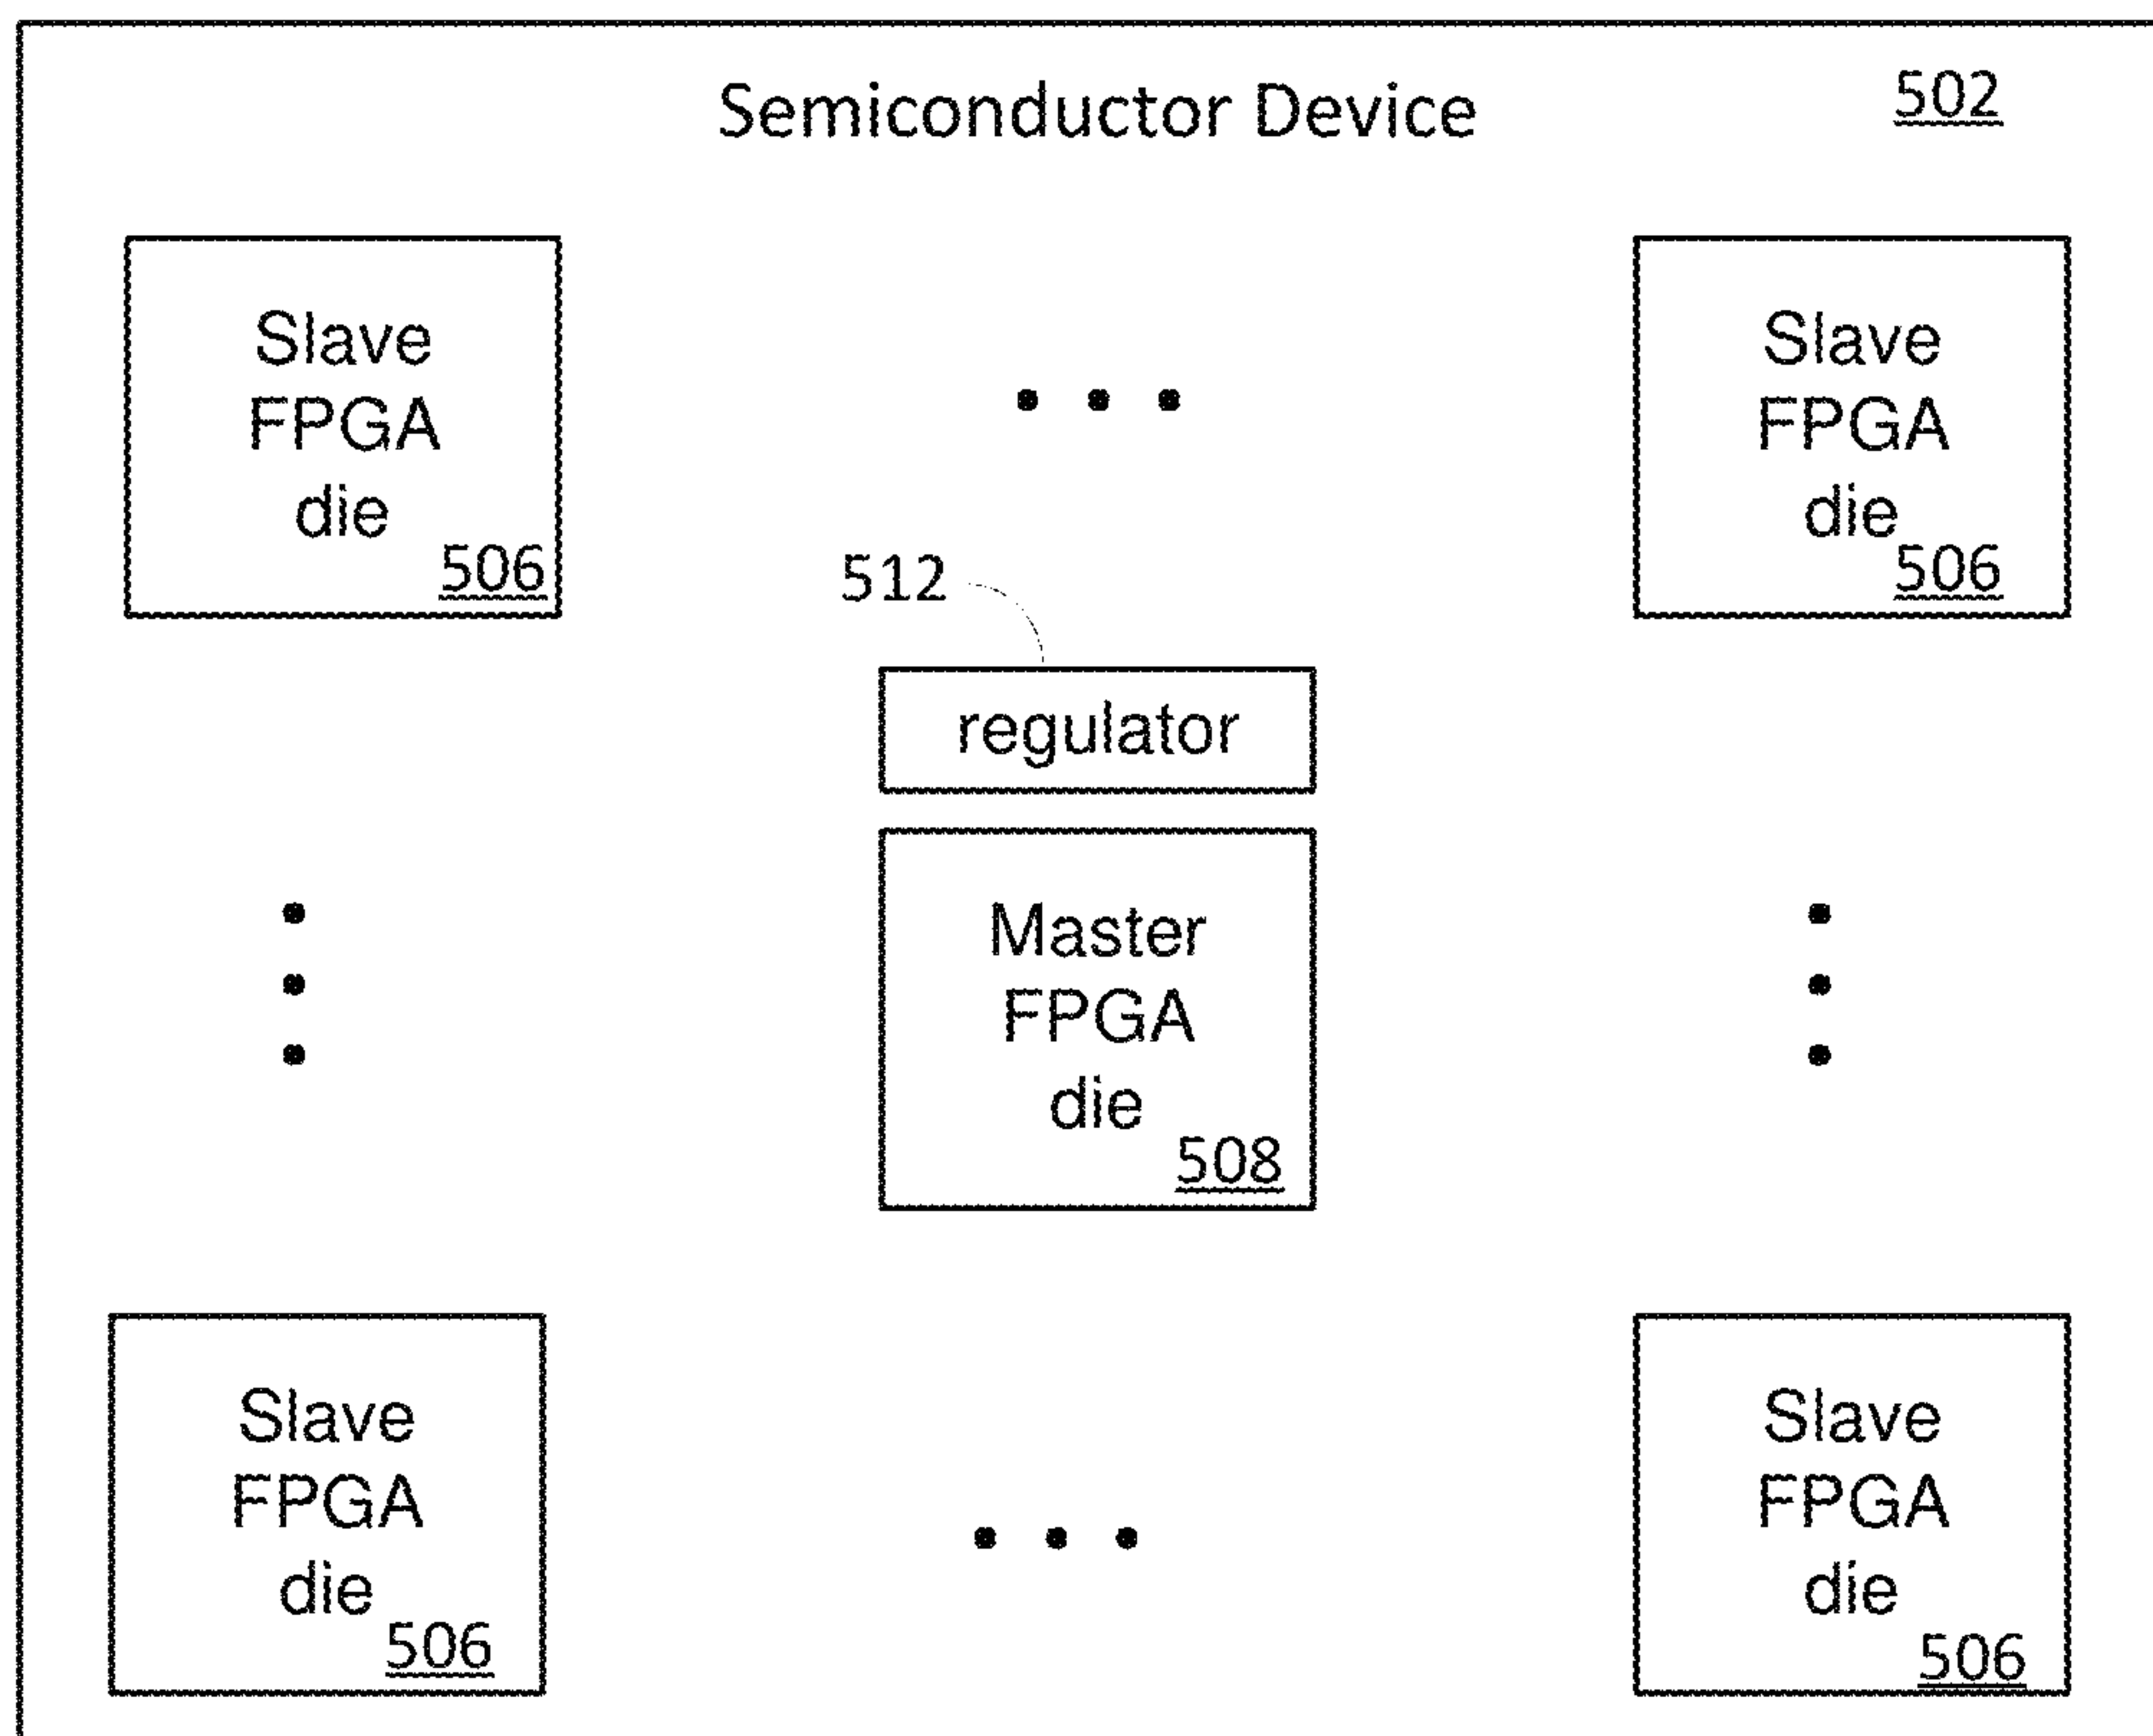 Semiconductor Device 502
Slave
FPGA
die
506
Slave
FPGA
die
506
512
regulator
Master
FPGA
die
508
Slave
FPGA
die
506
Slave
FPGA
die
506